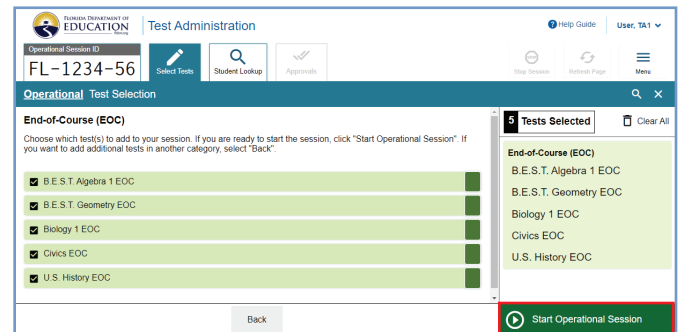 FLORIDA DEPARTMENT OF
EDUCATION
Test Administration
Help Guide
User, TA1
Operational Session ID
FL-1234-56
Select Tests
Student Lookup
Approvals
STOP
Stop Session
Refresh Page
Menu
Operational Test Selection
End-of-Course (EOC)
Choose which test(s) to add to your session. If you are ready to start the session, click "Start Operational Session". If
you want to add additional tests in another category, select "Back".
B.E.S.T. Algebra 1 EOC
B.E.S.T. Geometry EOC
Biology 1 EOC
Civics EOC
U.S. History EOC
Back
5 Tests Selected
Clear All
End-of-Course (EOC)
B.E.S.T. Algebra 1 EOC
B.E.S.T. Geometry EOC
Biology 1 EOC
Civics EOC
U.S. History EOC
Start Operational Session